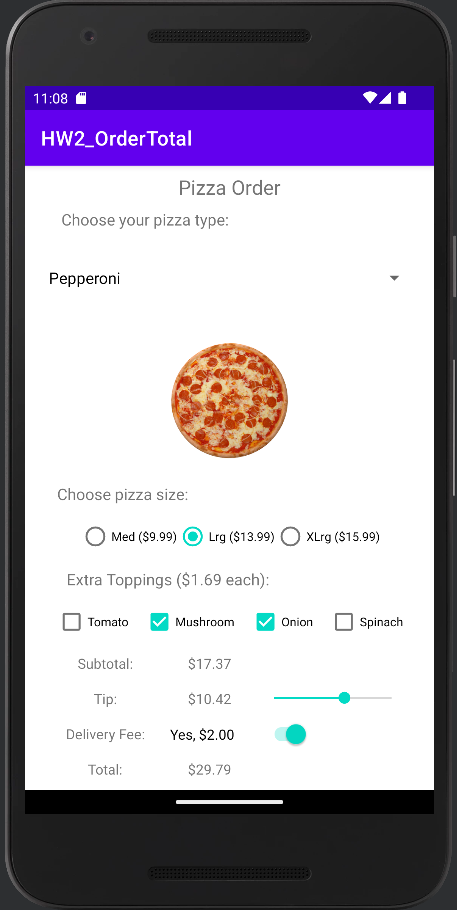 11:08
HW2_OrderTotal
Pizza Order
Choose your pizza type:
Pepperoni
Choose pizza size:
Med ($9.99) Lrg ($13.99) XLrg ($15.99)
Extra Toppings ($1.69 each):
Tomato Mushroom Onion Spinach
Subtotal: $17.37
Tip: $10.42
Delivery Fee: Yes, $2.00
Total: $29.79